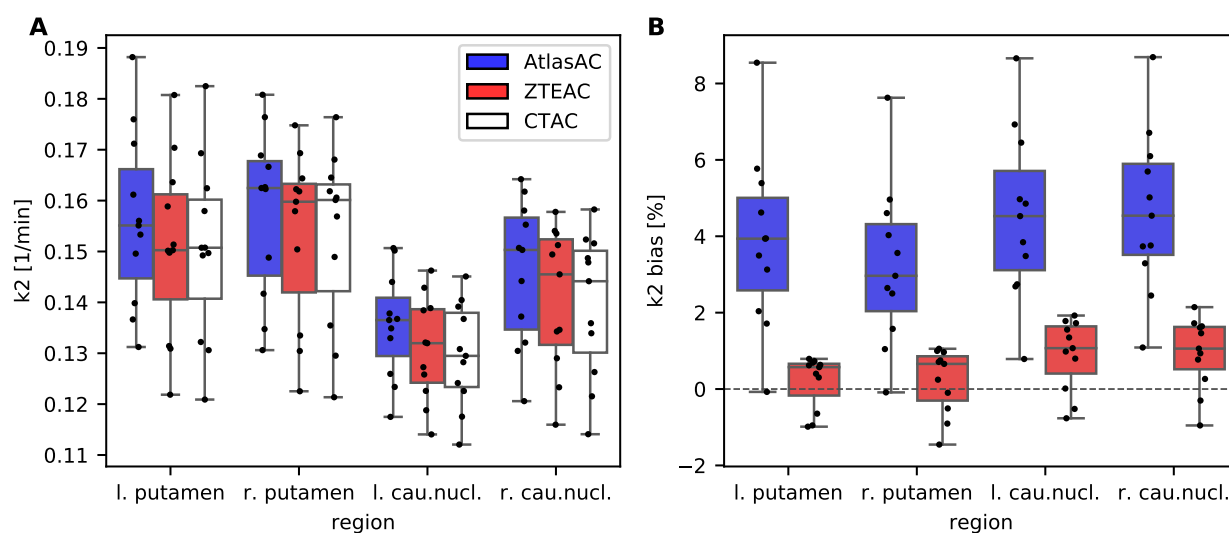 A
B
k2 [1/min]
0.19
0.18
0.17
0.16
0.15
0.14
0.13
0.12
0.11
AtlasAC
ZTEAC
CTAC
l. putamen
r. putamen
l. cau.nucl.
r. cau.nucl.
region
k2 bias [%]
8
6
4
2
0
−2
l. putamen
r. putamen
l. cau.nucl.
r. cau.nucl.
region